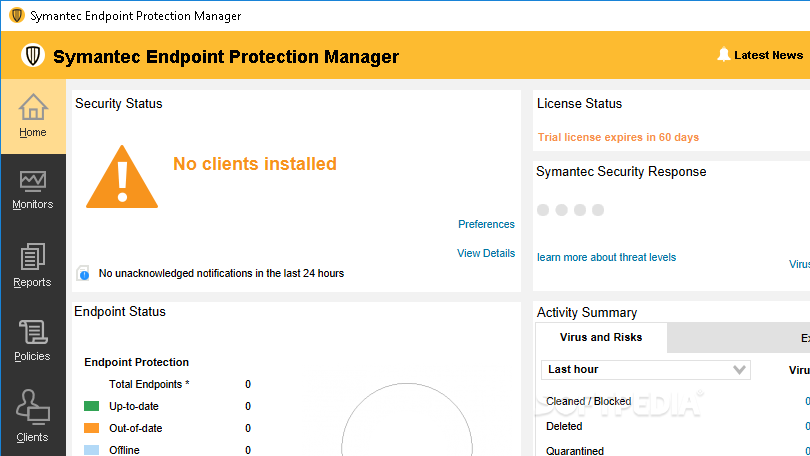 Symantec Endpoint Protection Manager
Symantec Endpoint Protection Manager
Latest News
Home
Monitors
Reports
Policies
Clients
Security Status
No clients installed
Preferences
View Details
No unacknowledged notifications in the last 24 hours
License Status
Trial license expires in 60 days
Symantec Security Response
learn more about threat levels
Virus
Endpoint Status
Endpoint Protection
Total Endpoints * 0
Up-to-date 0
Out-of-date 0
Offline 0
Activity Summary
Virus and Risks
Ex
Last hour
Viru
Cleaned / Blocked 0
Deleted 0
Quarantined 0
SOFTPEDIA